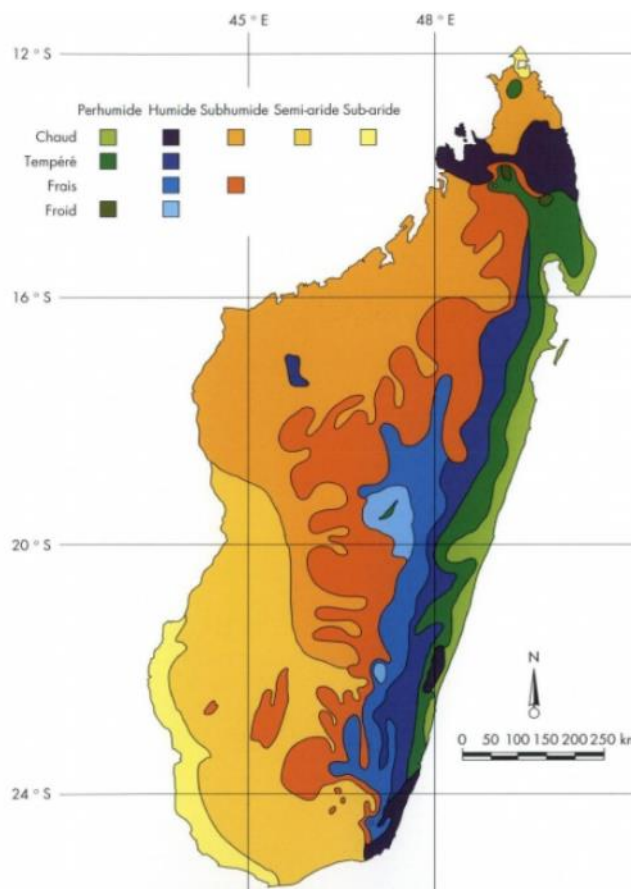 45 ° E 48 ° E
12 ° S
Perhumide Humide Subhumide Semi-aride Sub-aride
Chaud
Tempéré
Frais
Froid
16 ° S
20 ° S
N
0 50 100 150 200 250 km
24 ° S